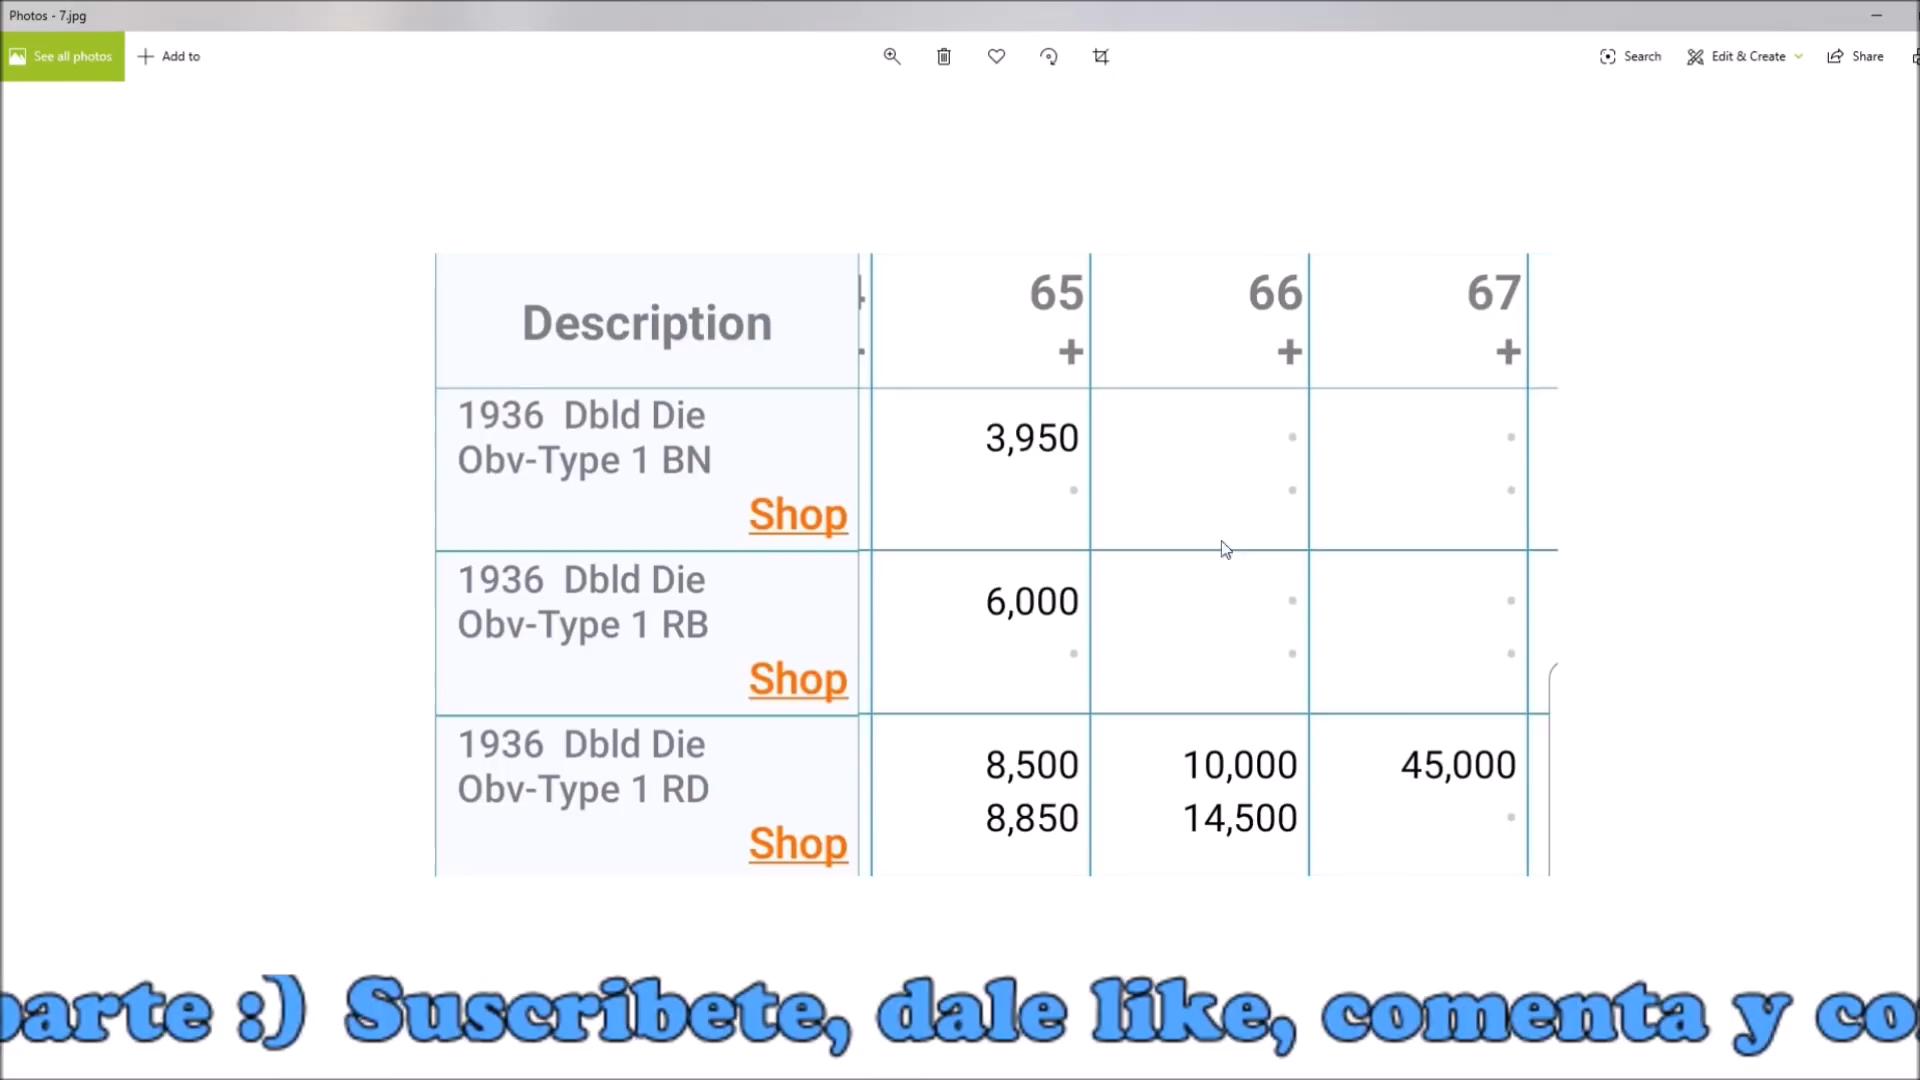 Photos - 7.jpg
See all photos
Add to
Search
Edit & Create
Share
Description
65 66 67
+ + +
1936 Dbld Die
Obv-Type 1 BN
3,950
Shop
1936 Dbld Die
Obv-Type 1 RB
6,000
Shop
1936 Dbld Die
Obv-Type 1 RD
8,500 10,000 45,000
8,850 14,500
Shop
parte :) Suscribete, dale like, comenta y co